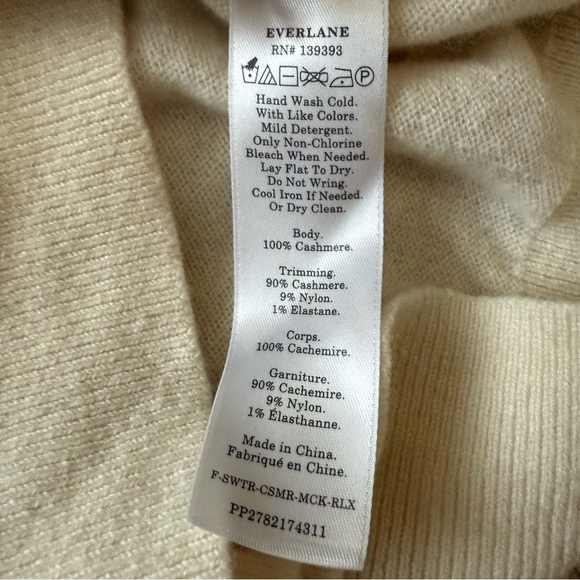 EVERLANE
RN# 139393
P
Hand Wash Cold.
With Like Colors.
Mild Detergent.
Only Non-Chlorine
Bleach When Needed.
Lay Flat To Dry.
Do Not Wring.
Cool Iron If Needed.
Or Dry Clean.
Body.
100% Cashmere.
Trimming.
90% Cashmere.
9% Nylon.
1% Elastane.
Corps.
100% Cachemire.
Garniture.
90% Cachemire.
9% Nylon.
1% Élasthanne.
Made in China.
Fabriqué en Chine.
F-SWTR-CSMR-MCK-RLX
PP2782174311